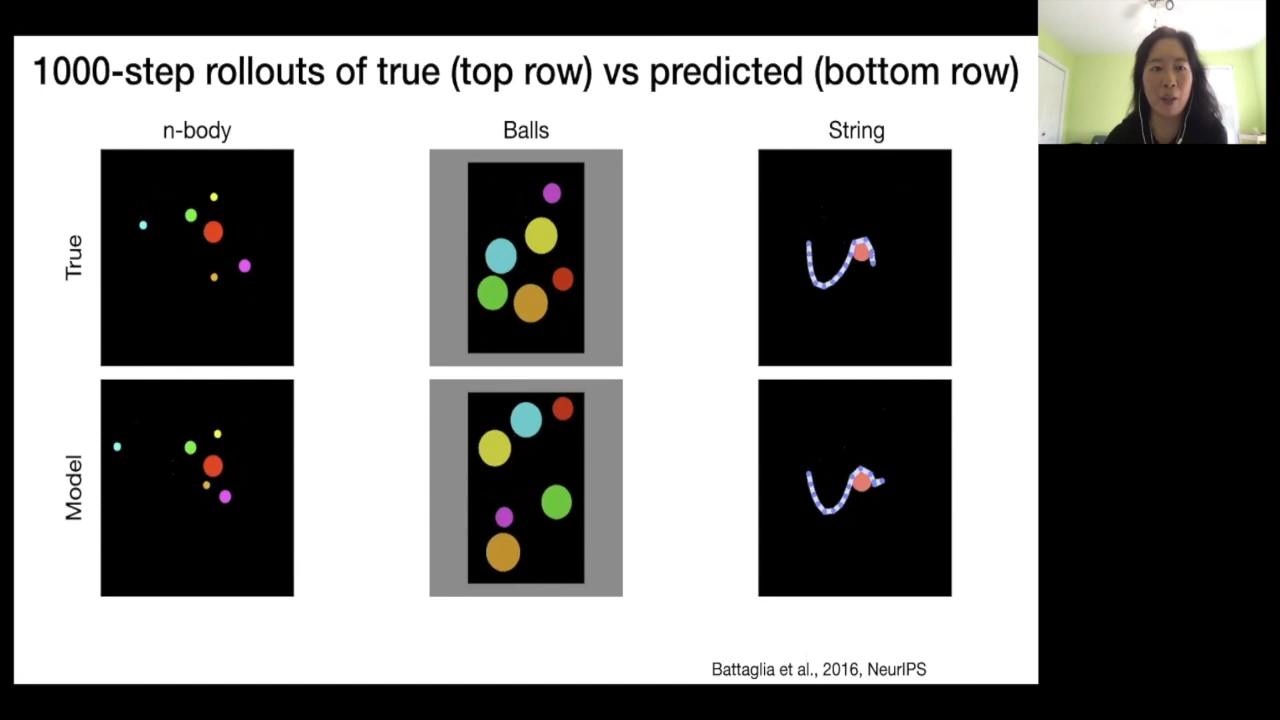 1000-step rollouts of true (top row) vs predicted (bottom row)
n-body
Balls
String
True
Model
Battaglia et al., 2016, NeurIPS